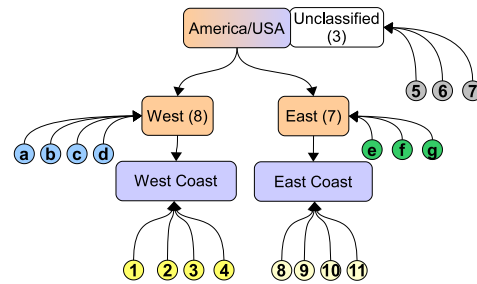 America/USA
Unclassified
(3)
5 6 7
West (8)
East (7)
a b c d
e f g
West Coast
East Coast
1 2 3 4
8 9 10 11